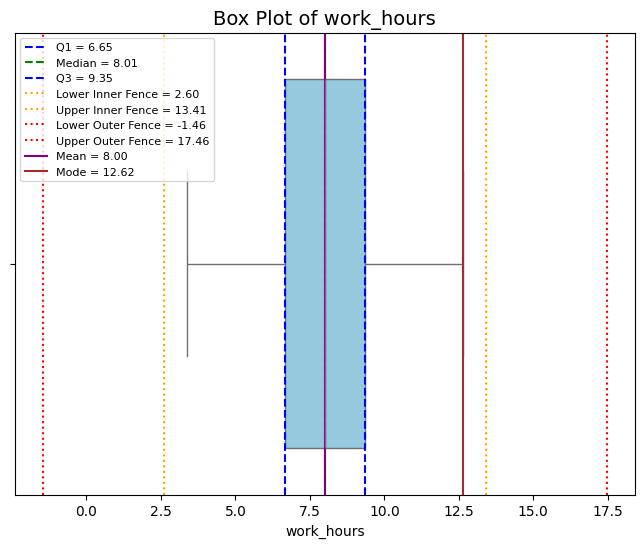 Box Plot of work_hours
Q1 = 6.65
Median = 8.01
Q3 = 9.35
Lower Inner Fence = 2.60
Upper Inner Fence = 13.41
Lower Outer Fence = -1.46
Upper Outer Fence = 17.46
Mean = 8.00
Mode = 12.62
0.0 2.5 5.0 7.5 10.0 12.5 15.0 17.5
work_hours